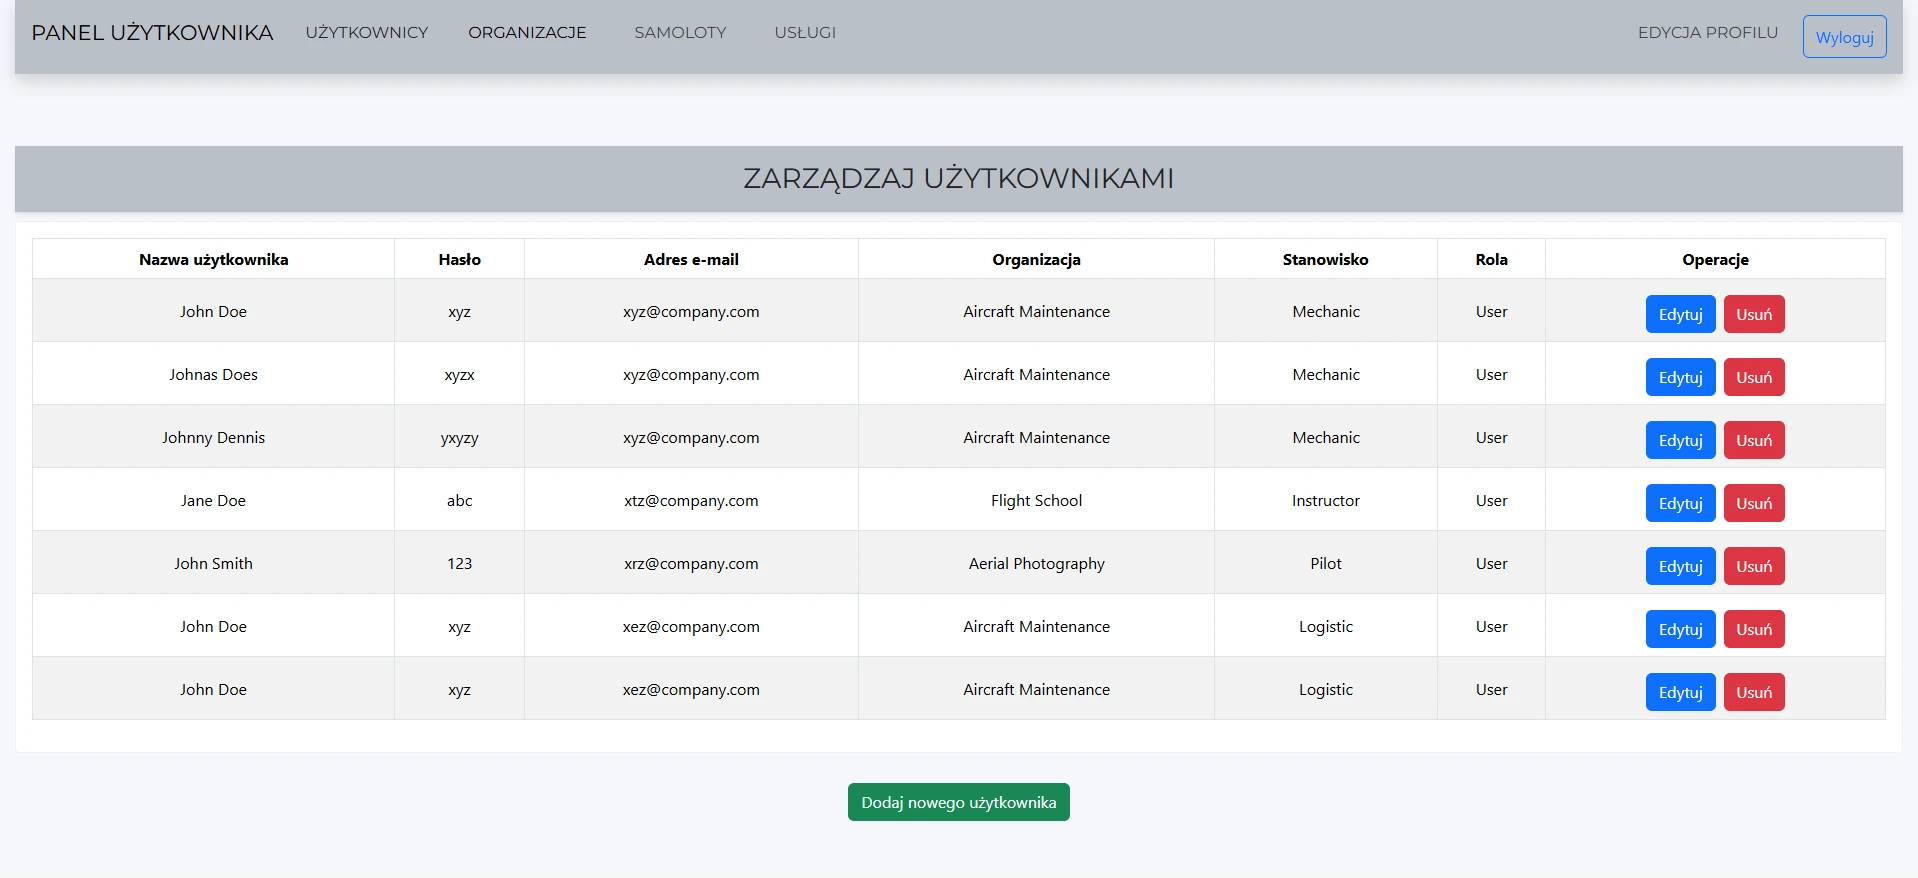 PANEL UŻYTKOWNIKA UŻYTKOWNICY ORGANIZACJE SAMOLOTY USŁUGI EDYCJA PROFILU Wyloguj
ZARZĄDZAJ UŻYTKOWNIKAMI
Nazwa użytkownika Hasło Adres e-mail Organizacja Stanowisko Rola Operacje
John Doe xyz xyz@company.com Aircraft Maintenance Mechanic User Edytuj Usuń
Johnas Does xyzx xyz@company.com Aircraft Maintenance Mechanic User Edytuj Usuń
Johnny Dennis yxyzy xyz@company.com Aircraft Maintenance Mechanic User Edytuj Usuń
Jane Doe abc xtz@company.com Flight School Instructor User Edytuj Usuń
John Smith 123 xrz@company.com Aerial Photography Pilot User Edytuj Usuń
John Doe xyz xez@company.com Aircraft Maintenance Logistic User Edytuj Usuń
John Doe xyz xez@company.com Aircraft Maintenance Logistic User Edytuj Usuń
Dodaj nowego użytkownika